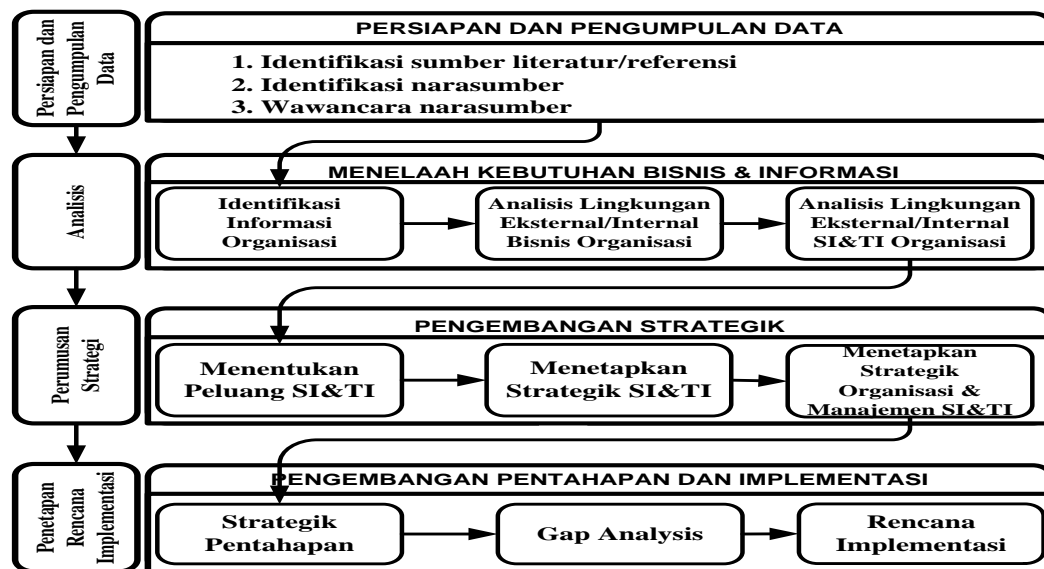 Persiapan dan
Pengumpulan
Data
PERSIAPAN DAN PENGUMPULAN DATA
1. Identifikasi sumber literatur/referensi
2. Identifikasi narasumber
3. Wawancara narasumber
Analisis
MENELAAH KEBUTUHAN BISNIS & INFORMASI
Identifikasi
Informasi
Organisasi
Analisis Lingkungan
Eksternal/Internal
Bisnis Organisasi
Analisis Lingkungan
Eksternal/Internal
SI&TI Organisasi
Perumusan
Strategi
PENGEMBANGAN STRATEGIK
Menentukan
Peluang SI&TI
Menetapkan
Strategik SI&TI
Menetapkan
Strategik
Organisasi &
Manajemen SI&TI
Penetapan
Rencana
Implementasi
PENGEMBANGAN PENTAHAPAN DAN IMPLEMENTASI
Strategik
Pentahapan
Gap Analysis
Rencana
Implementasi